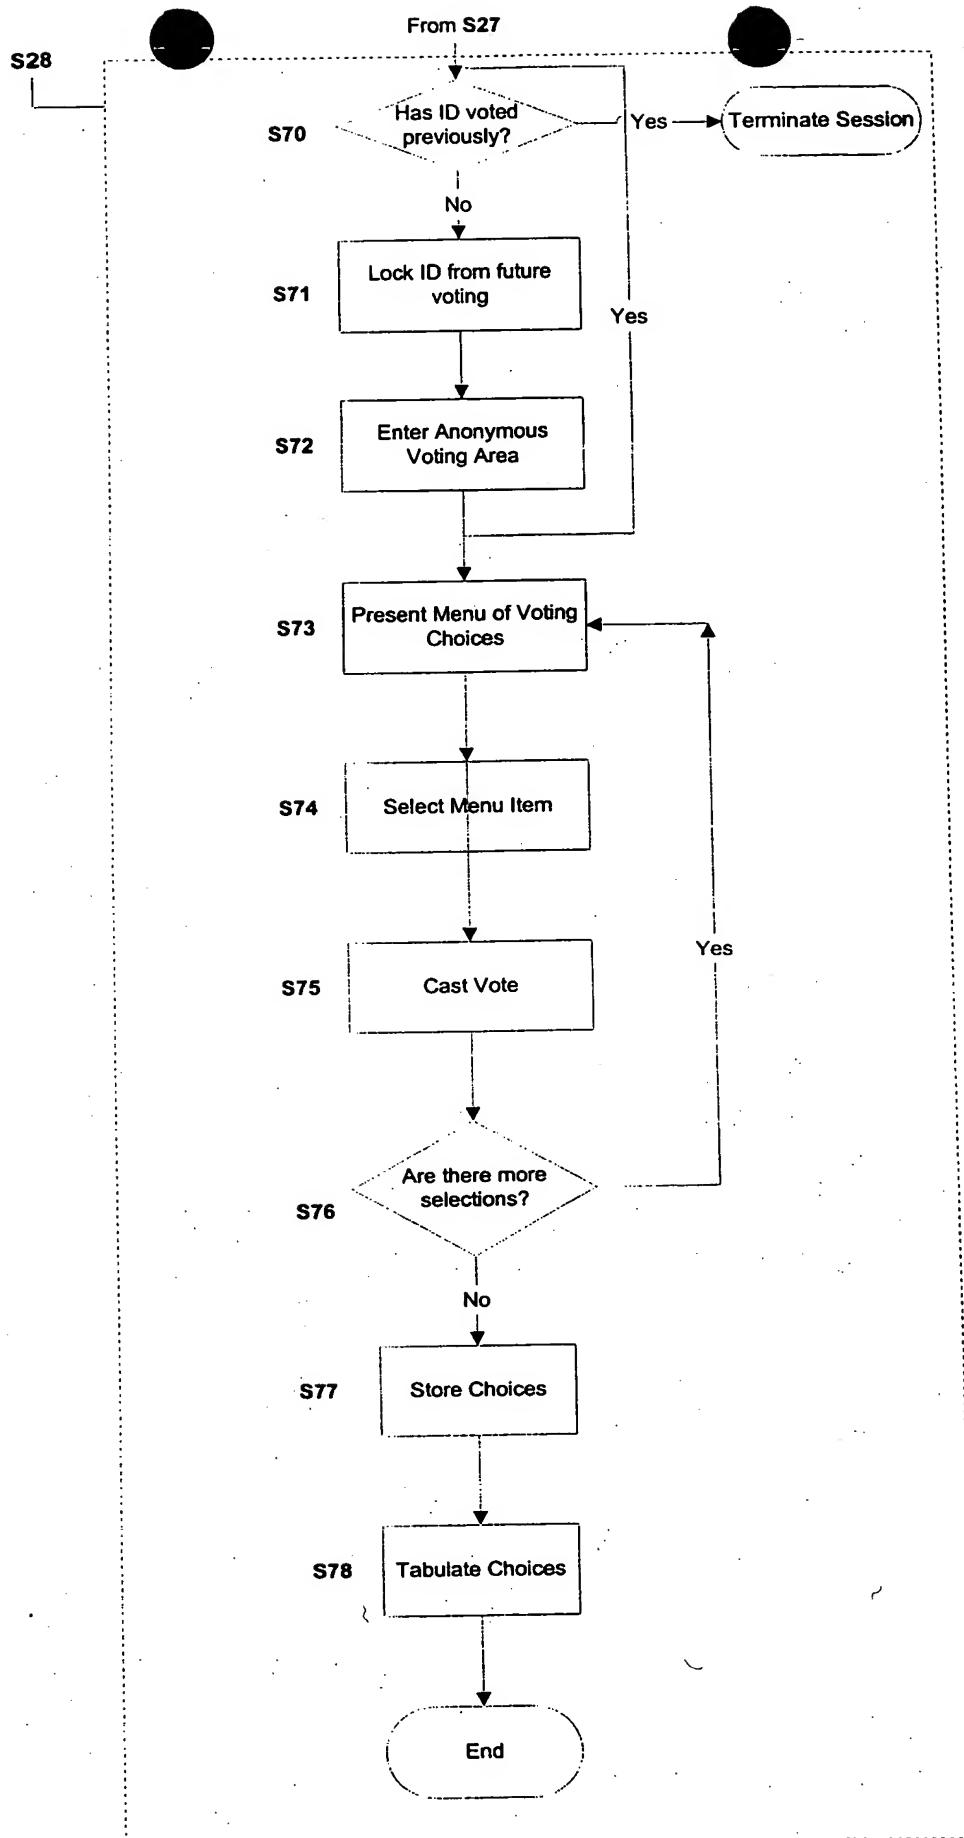 From S27
S28
Has ID voted
previously?
S70
Yes
Terminate Session
No
Lock ID from future
voting
S71
Yes
Enter Anonymous
Voting Area
S72
Present Menu of Voting
Choices
S73
Select Menu Item
S74
Yes
Cast Vote
S75
Are there more
selections?
S76
No
Store Choices
S77
Tabulate Choices
S78
End